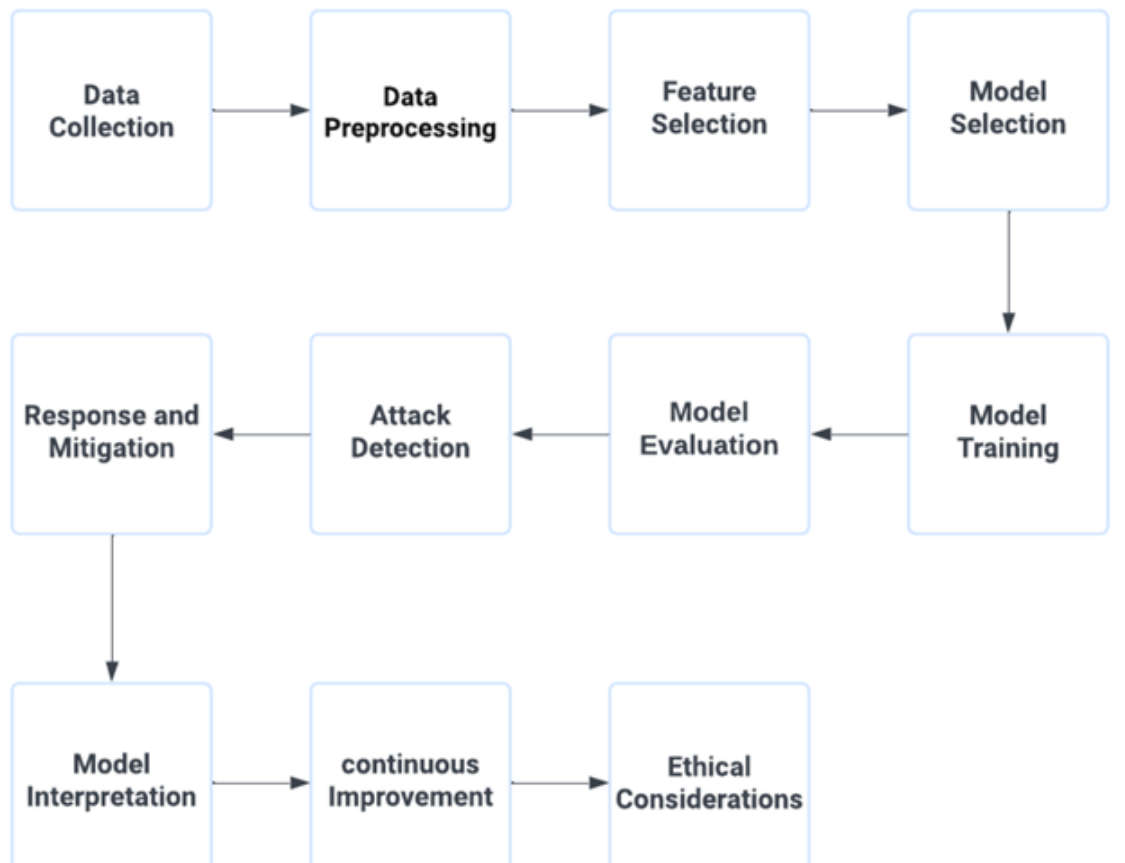 Data
Collection
Data
Preprocessing
Feature
Selection
Model
Selection
Response and
Mitigation
Attack
Detection
Model
Evaluation
Model
Training
Model
Interpretation
continuous
Improvement
Ethical
Considerations